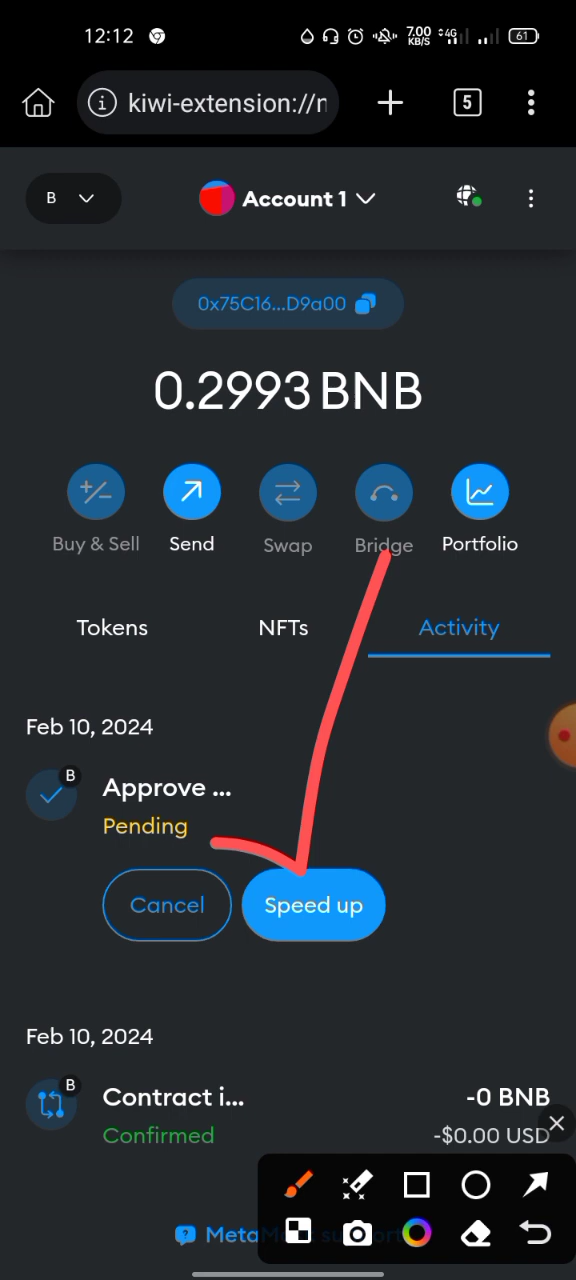 12:12
7.00
KB/S
4G
61
kiwi-extension://n
5
B
Account 1
0x75C16...D9a00
0.2993 BNB
Buy & Sell
Send
Swap
Bridge
Portfolio
Tokens
NFTs
Activity
Feb 10, 2024
B
Approve ...
Pending
Cancel
Speed up
Feb 10, 2024
B
Contract i...
-0 BNB
Confirmed
-$0.00 USD